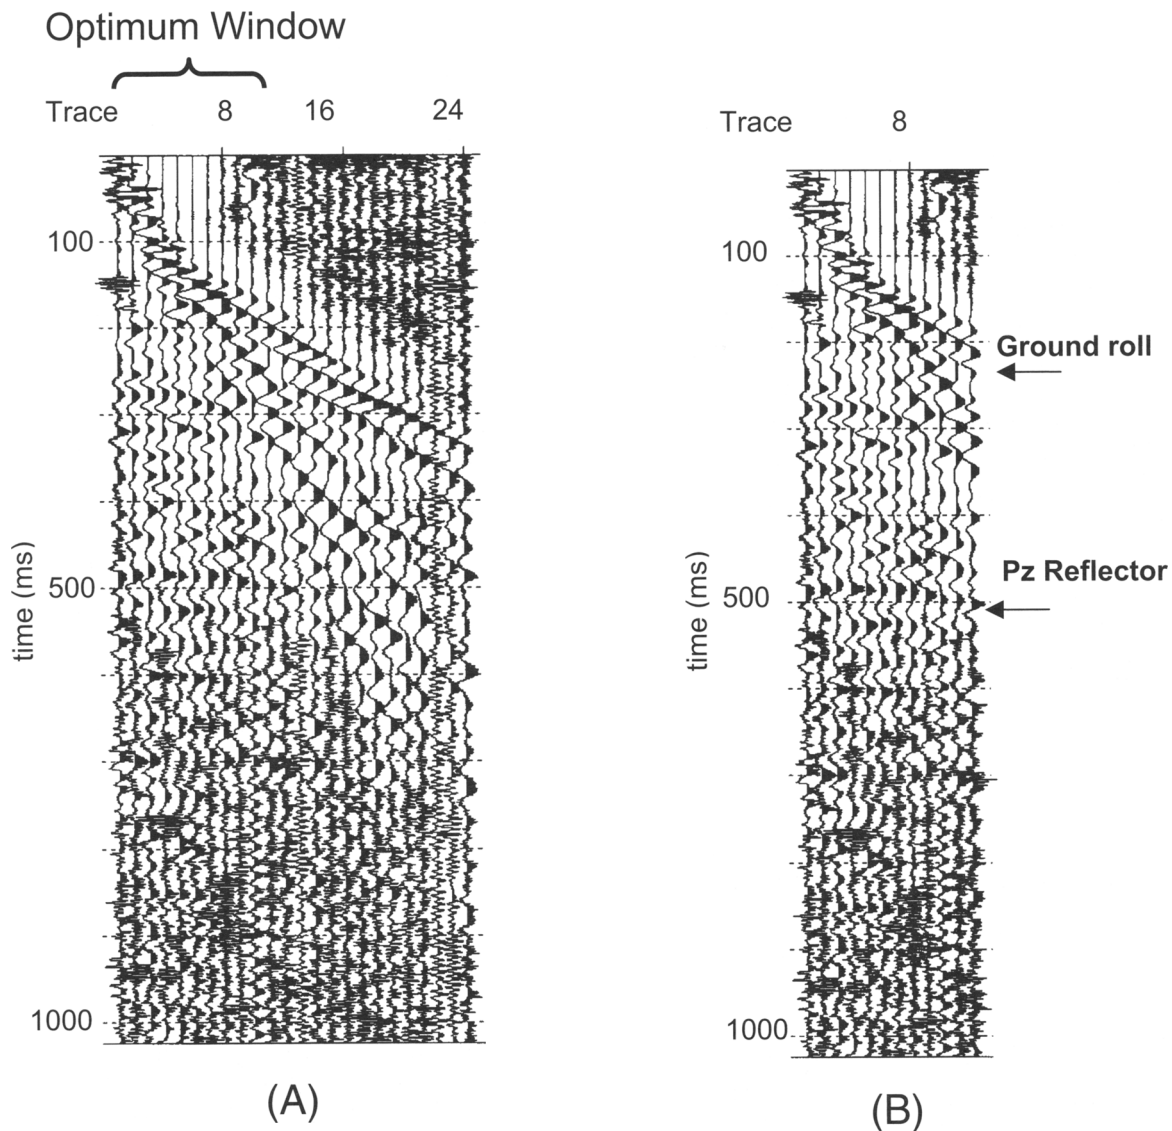 Optimum Window
Trace 8 16 24
100
500
time (ms)
1000
(A)
Trace 8
100
Ground roll
Pz Reflector
500
time (ms)
1000
(B)